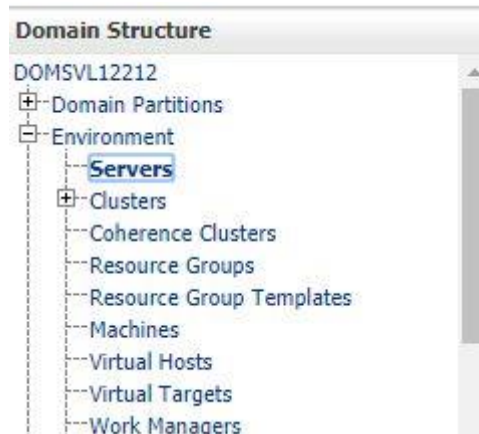 Domain Structure
DOMSVL12212
Domain Partitions
Environment
Servers
Clusters
Coherence Clusters
Resource Groups
Resource Group Templates
Machines
Virtual Hosts
Virtual Targets
Work Managers